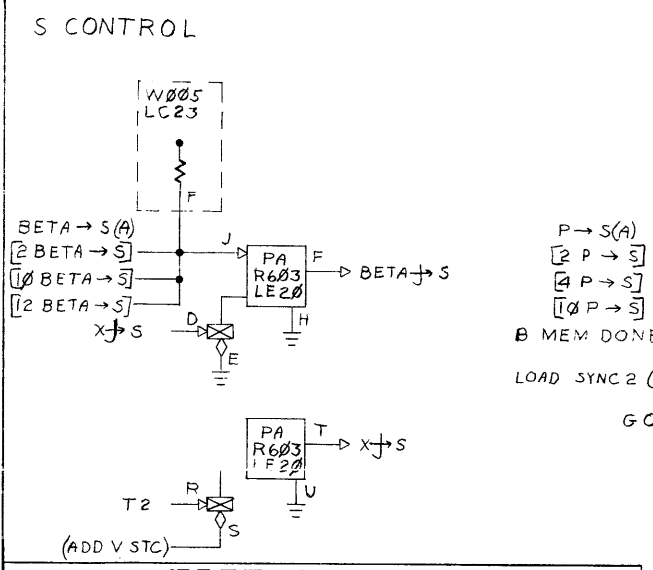 S CONTROL
WØØ5
LC23
F
BETA → S(A)
[2 BETA → S]
[1Ø BETA → S]
[12 BETA → S]
J
PA
R6Ø3
LE2Ø
F
BETA ⨍→ S
H
X ⨍→ S
D
E
P → S(A)
[2 P → S]
[4 P → S]
[1Ø P → S]
B MEM DONE
LOAD SYNC 2 (
GO
PA
R6Ø3
LE2Ø
T
X ⨍→ S
U
T2
R
S
(ADD V STC)